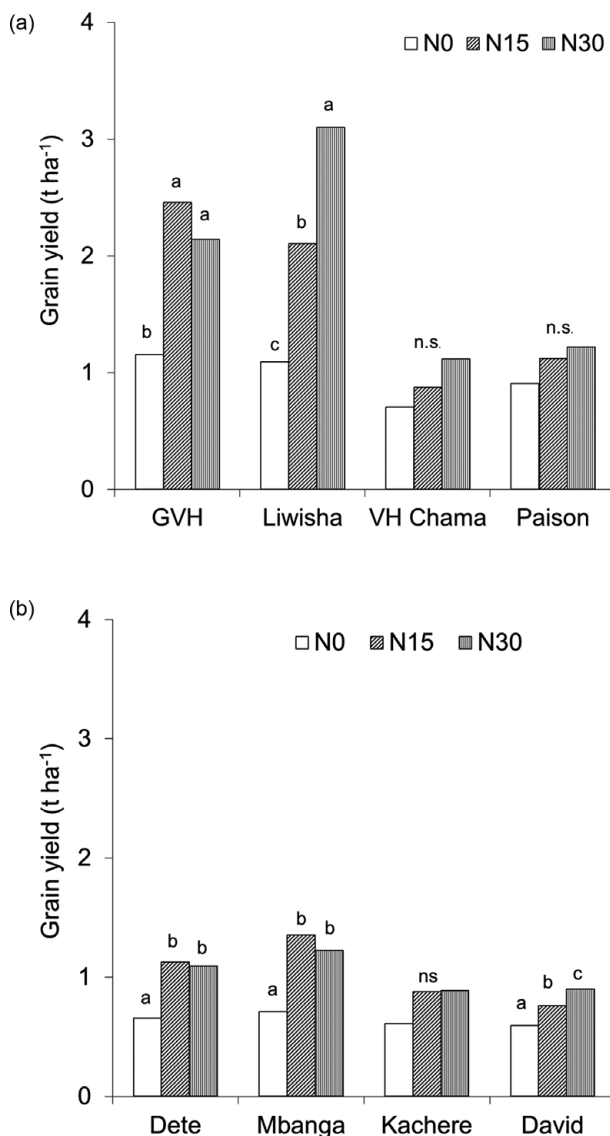 (a)
4
N0 N15 N30
a
3
a
a
b
2
Grain yield (t ha⁻¹)
b
c
n.s.
n.s.
1
0
GVH Liwisha VH Chama Paison
(b)
4
N0 N15 N30
3
2
Grain yield (t ha⁻¹)
b b
b b
ns
c
1
a
a
a
b
0
Dete Mbanga Kachere David